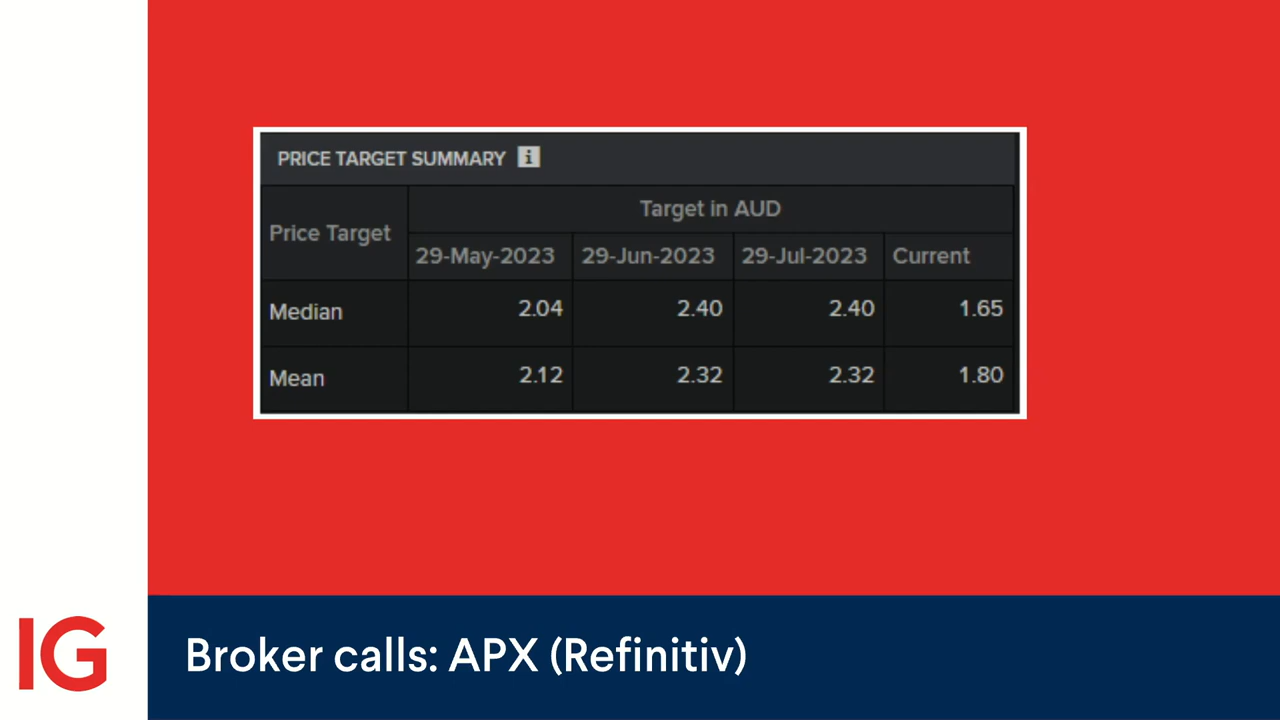 PRICE TARGET SUMMARY i
Price Target
Target in AUD
29-May-2023 29-Jun-2023 29-Jul-2023 Current
Median 2.04 2.40 2.40 1.65
Mean 2.12 2.32 2.32 1.80
IG
Broker calls: APX (Refinitiv)